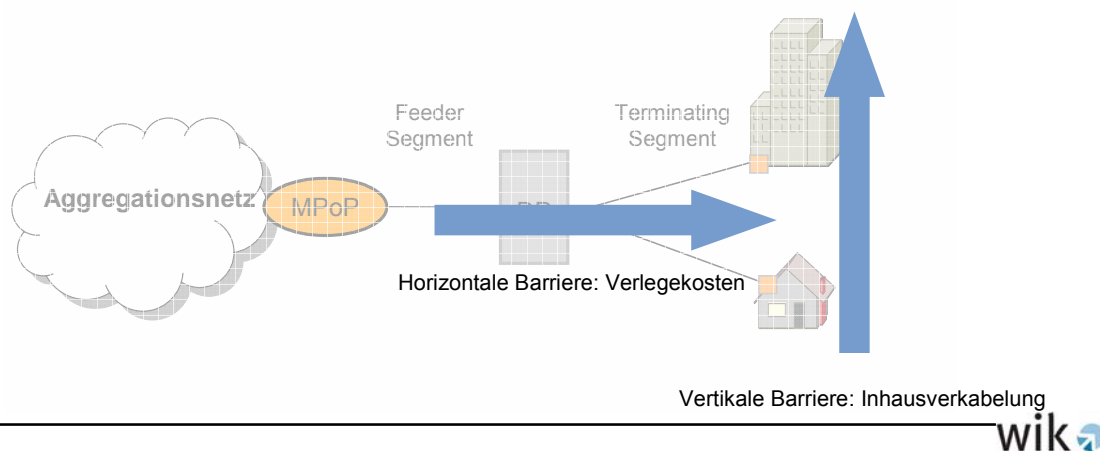 Feeder
Segment
Terminating
Segment
Aggregationsnetz
MPoP
Horizontale Barriere: Verlegekosten
Vertikale Barriere: Inhausverkabelung
wik